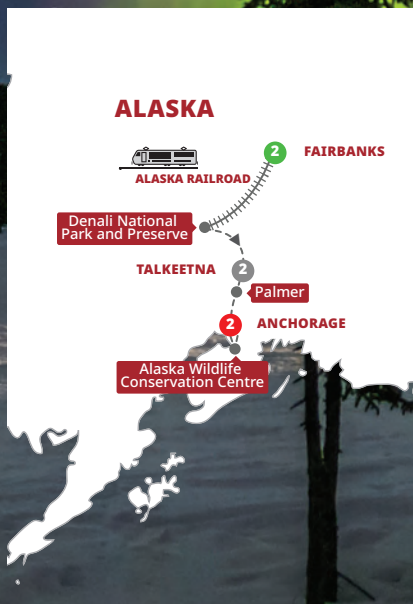 ALASKA
ALASKA RAILROAD
2
FAIRBANKS
Denali National
Park and Preserve
TALKEETNA
2
Palmer
2
ANCHORAGE
Alaska Wildlife
Conservation Centre